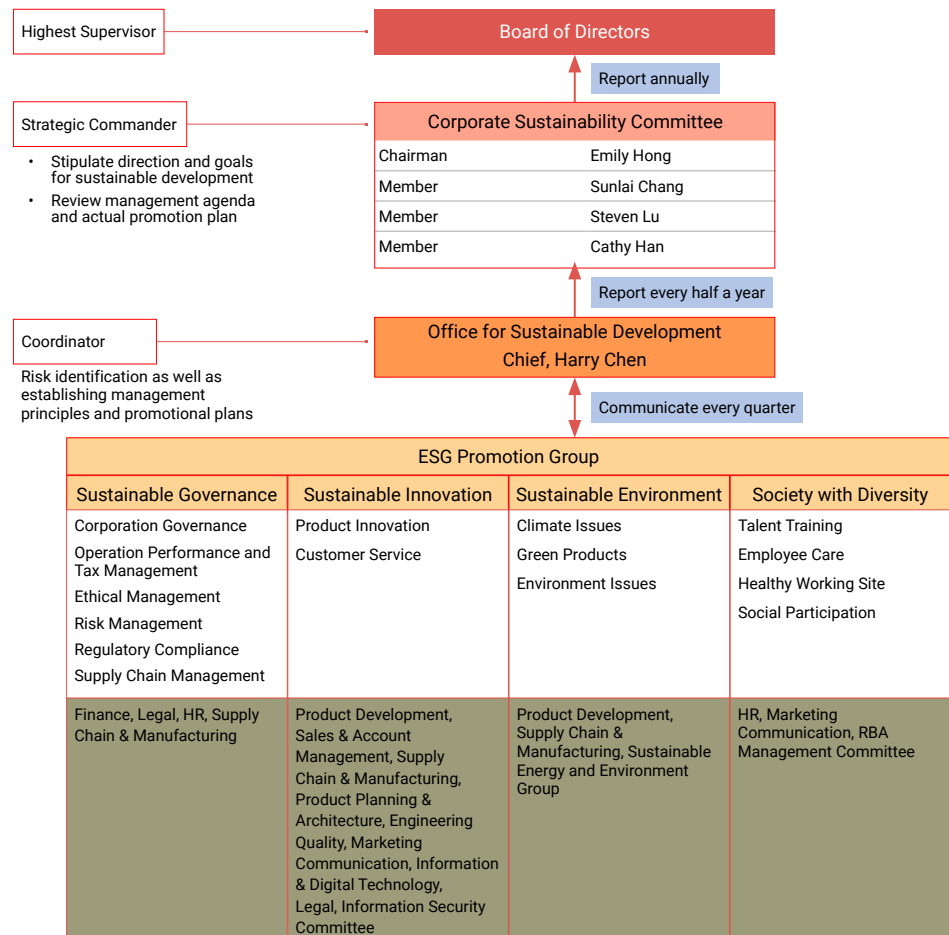 Highest Supervisor
Board of Directors
Report annually
Strategic Commander
Corporate Sustainability Committee
• Stipulate direction and goals
for sustainable development
• Review management agenda
and actual promotion plan
Chairman Emily Hong
Member Sunlai Chang
Member Steven Lu
Member Cathy Han
Report every half a year
Coordinator
Office for Sustainable Development
Chief, Harry Chen
Risk identification as well as
establishing management
principles and promotional plans
Communicate every quarter
ESG Promotion Group
Sustainable Governance
Corporation Governance
Operation Performance and
Tax Management
Ethical Management
Risk Management
Regulatory Compliance
Supply Chain Management
Finance, Legal, HR, Supply
Chain & Manufacturing
Sustainable Innovation
Product Innovation
Customer Service
Product Development,
Sales & Account
Management, Supply
Chain & Manufacturing,
Product Planning &
Architecture, Engineering
Quality, Marketing
Communication, Information
& Digital Technology,
Legal, Information Security
Committee
Sustainable Environment
Climate Issues
Green Products
Environment Issues
Product Development,
Supply Chain &
Manufacturing, Sustainable
Energy and Environment
Group
Society with Diversity
Talent Training
Employee Care
Healthy Working Site
Social Participation
HR, Marketing
Communication, RBA
Management Committee